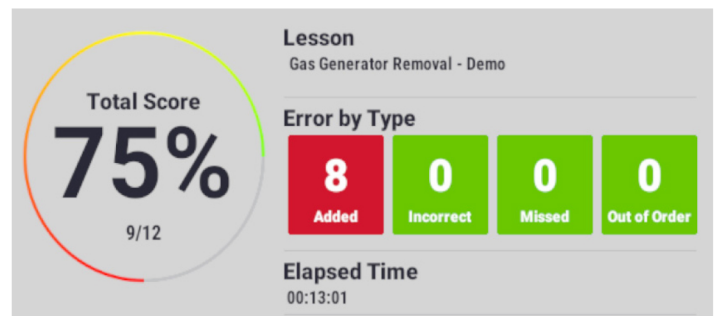 Total Score
75%
9/12
Lesson
Gas Generator Removal - Demo
Error by Type
8 0 0 0
Added Incorrect Missed Out of Order
Elapsed Time
00:13:01